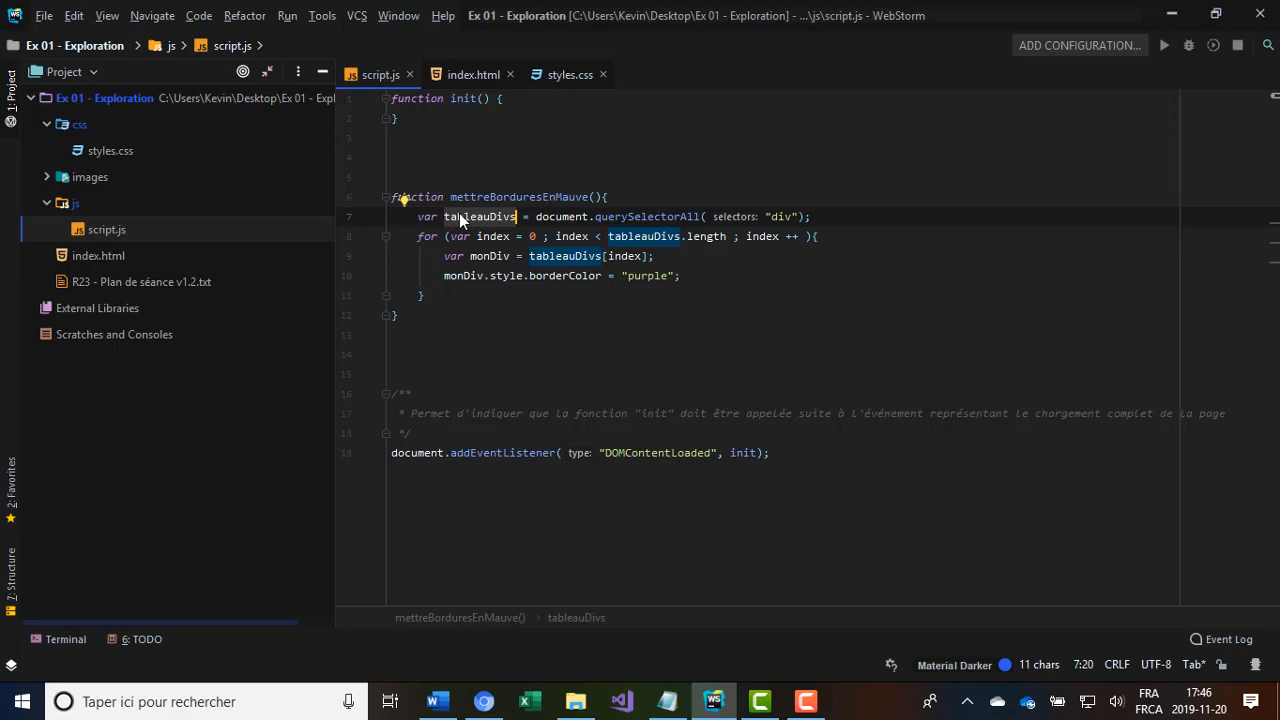 File Edit View Navigate Code Refactor Run Tools VCS Window Help Ex 01 - Exploration [C:\Users\Kevin\Desktop\Ex 01 - Exploration] - ...\js\script.js - WebStorm
Ex 01 - Exploration js script.js ADD CONFIGURATION...
1: Project
Project
script.js index.html styles.css
Ex 01 - Exploration C:\Users\Kevin\Desktop\Ex 01 - Expl
css
styles.css
images
js
script.js
index.html
R23 - Plan de séance v1.2.txt
External Libraries
Scratches and Consoles
1 function init() {
2 }
3
4
6 function mettreBorduresEnMauve(){
7 var tableauDivs = document.querySelectorAll( selectors: "div");
8 for (var index = 0 ; index < tableauDivs.length ; index ++ ){
9 var monDiv = tableauDivs[index];
10 monDiv.style.borderColor = "purple";
11 }
12 }
13
14
15
16 /**
17 * Permet d'indiquer que la fonction "init" doit être appelée suite à l'événement représentant le chargement complet de la page
18 */
19 document.addEventListener( type: "DOMContentLoaded", init);
2: Favorites
7: Structure
mettreBorduresEnMauve() tableauDivs
Terminal 6: TODO Event Log
Material Darker 11 chars 7:20 CRLF UTF-8 Tab*
Taper ici pour rechercher
FRA
FRCA
17:46
2019-11-20